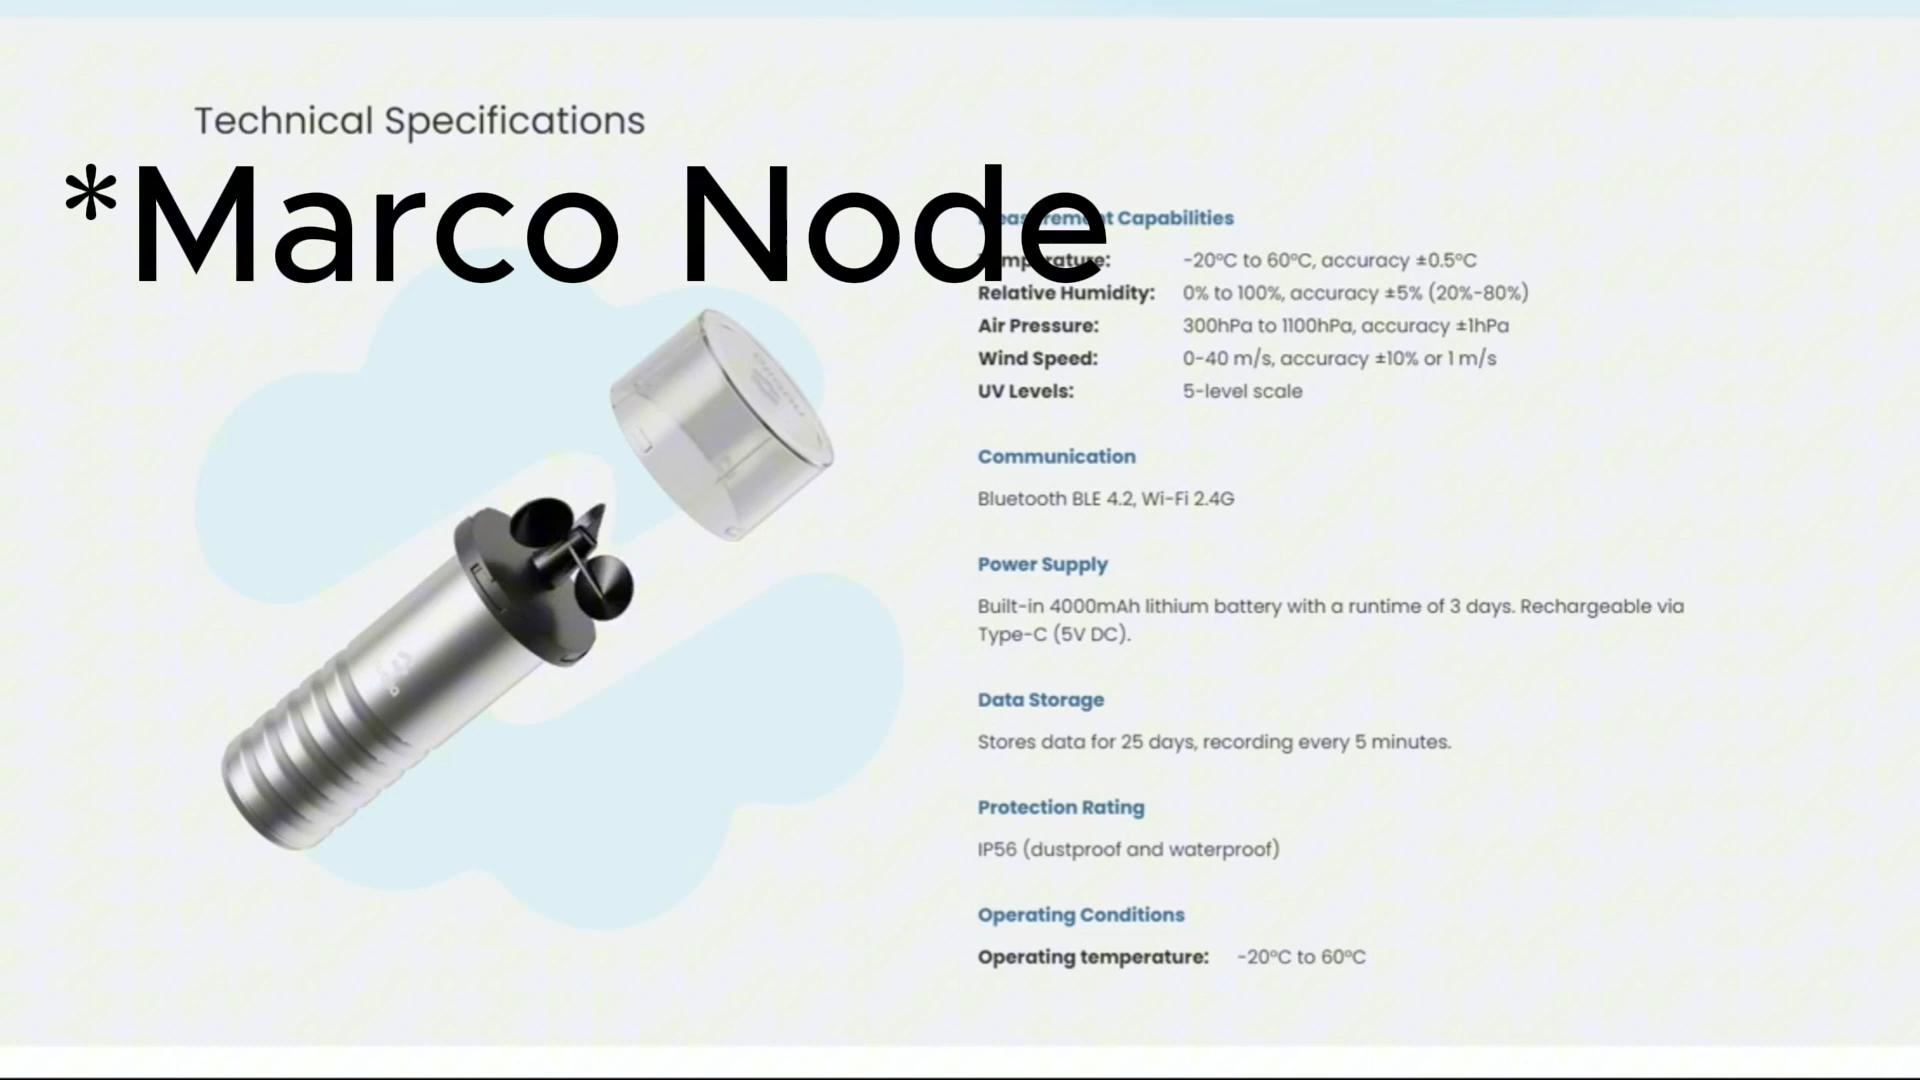 Technical Specifications
*Marco Node
Measurement Capabilities
Temperature: -20°C to 60°C, accuracy ±0.5°C
Relative Humidity: 0% to 100%, accuracy ±5% (20%-80%)
Air Pressure: 300hPa to 1100hPa, accuracy ±1hPa
Wind Speed: 0-40 m/s, accuracy ±10% or 1 m/s
UV Levels: 5-level scale
Communication
Bluetooth BLE 4.2, Wi-Fi 2.4G
Power Supply
Built-in 4000mAh lithium battery with a runtime of 3 days. Rechargeable via
Type-C (5V DC).
Data Storage
Stores data for 25 days, recording every 5 minutes.
Protection Rating
IP56 (dustproof and waterproof)
Operating Conditions
Operating temperature: -20°C to 60°C